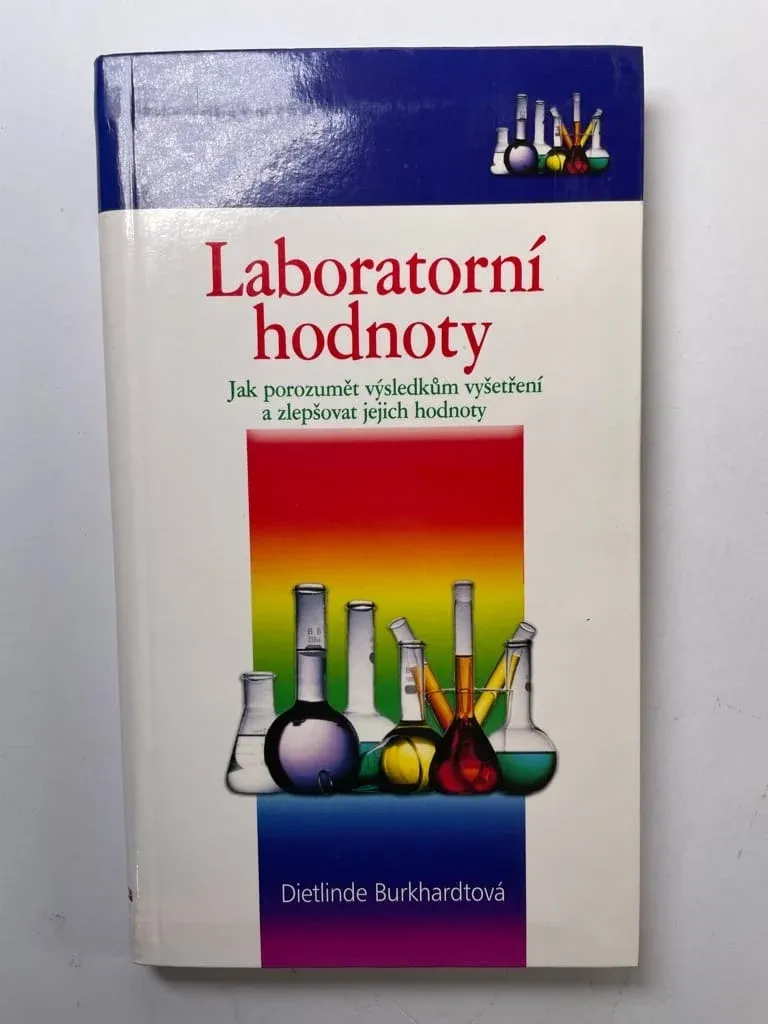 Laboratorní
hodnoty
Jak porozumět výsledkům vyšetření
a zlepšovat jejich hodnoty
Dietlinde Burkhardtová